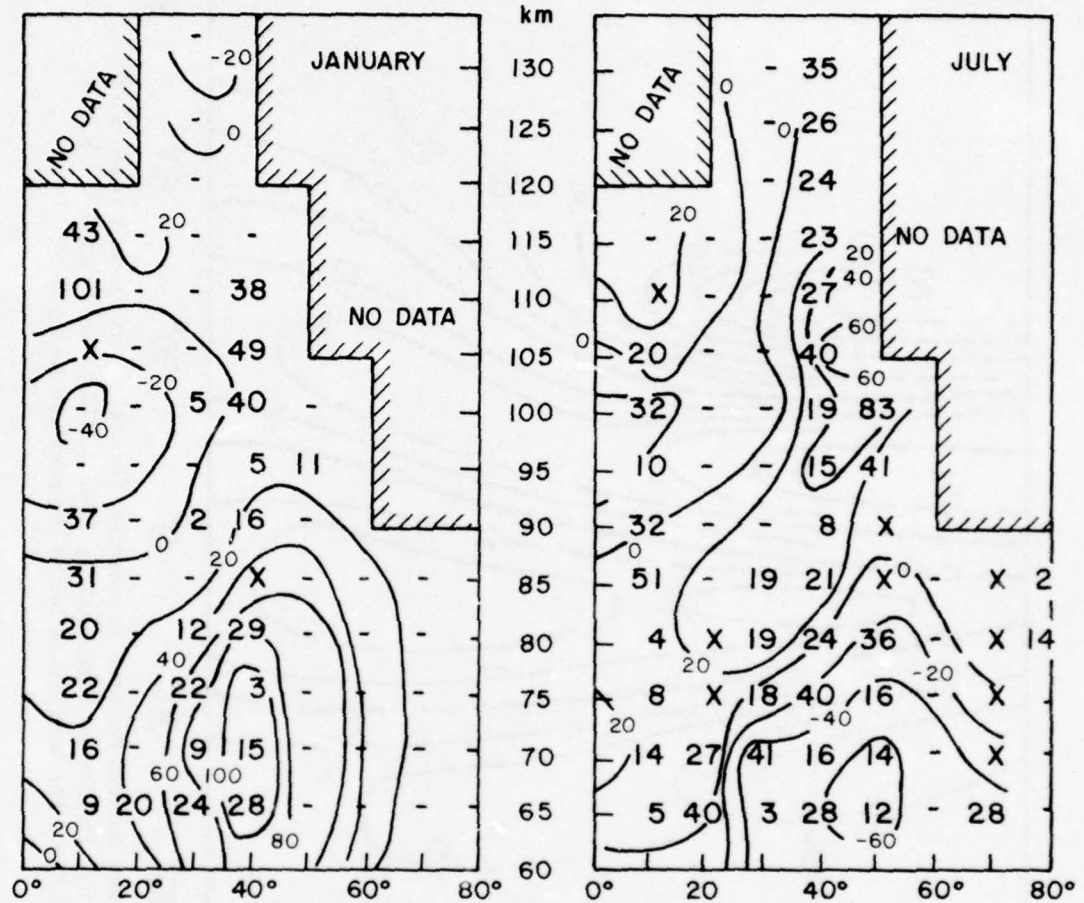 km
-20 JANUARY 130 35 JULY
NO DATA NO DATA 0
0 125 0 26
120 24
43 20 115 20 23 NO DATA
20
101 38 110 X 27 40
NO DATA
60
X 49 105 0 20 40
-20 60
5 40 100 32 19 83
-40
5 11 95 10 15 41
37 2 16 90 32 8 X
0 20 0
31 X 85 51 19 21 X 0 X 2
20 12 29 80 4 X 19 24 36 X 14
40 20 -20
22 22 3 75 8 X 18 40 16 X
20 -40
16 9 15 70 14 27 41 16 14 X
60 100
9 20 24 28 65 5 40 3 28 12 28
20 80 -60
0 60
0° 20° 40° 60° 80° 0° 20 40° 60° 80°